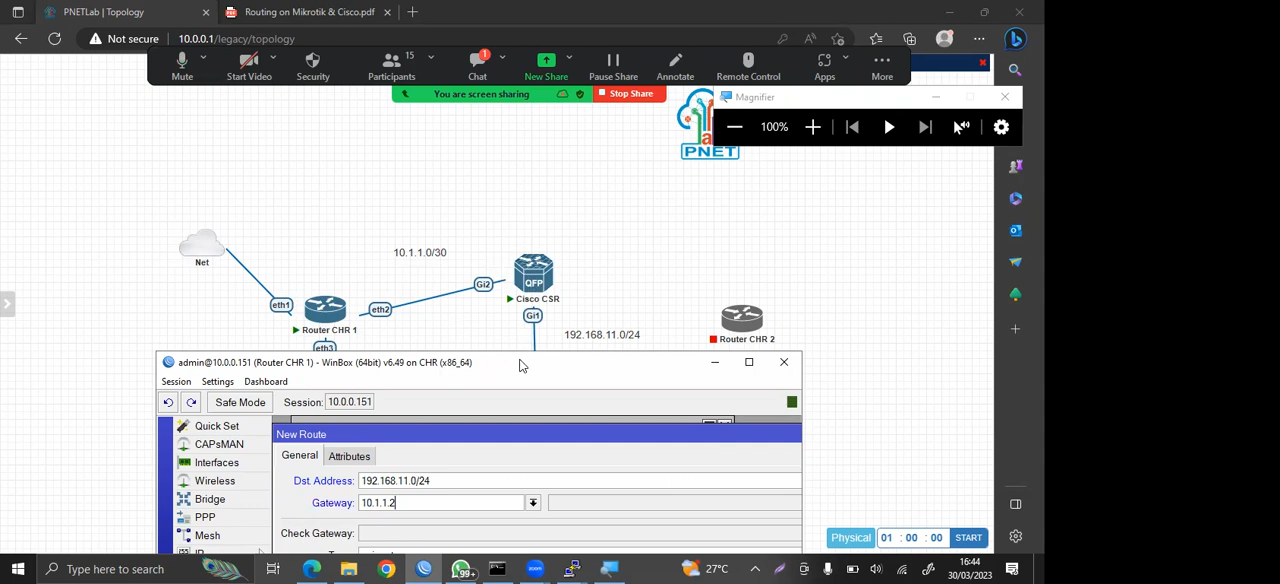 PNETLab | Topology
Routing on Mikrotik & Cisco.pdf
Not secure
10.0.0.1/legacy/topology
Mute
Start Video
Security
15
Participants
1
Chat
New Share
Pause Share
Annotate
Remote Control
Apps
More
You are screen sharing
Stop Share
Magnifier
100%
PNET
10.1.1.0/30
Net
QFP
Gi2
Cisco CSR
eth1
eth2
Gi1
Router CHR 1
192.168.11.0/24
Router CHR 2
eth3
admin@10.0.0.151 (Router CHR 1) - WinBox (64bit) v6.49 on CHR (x86_64)
Session Settings Dashboard
Safe Mode
Session: 10.0.0.151
Quick Set
CAPsMAN
Interfaces
Wireless
Bridge
PPP
Mesh
New Route
General Attributes
Dst. Address: 192.168.11.0/24
Gateway: 10.1.1.2
Check Gateway:
Physical 01 : 00 : 00 START
Type here to search
99+
27°C
16:44
30/03/2023